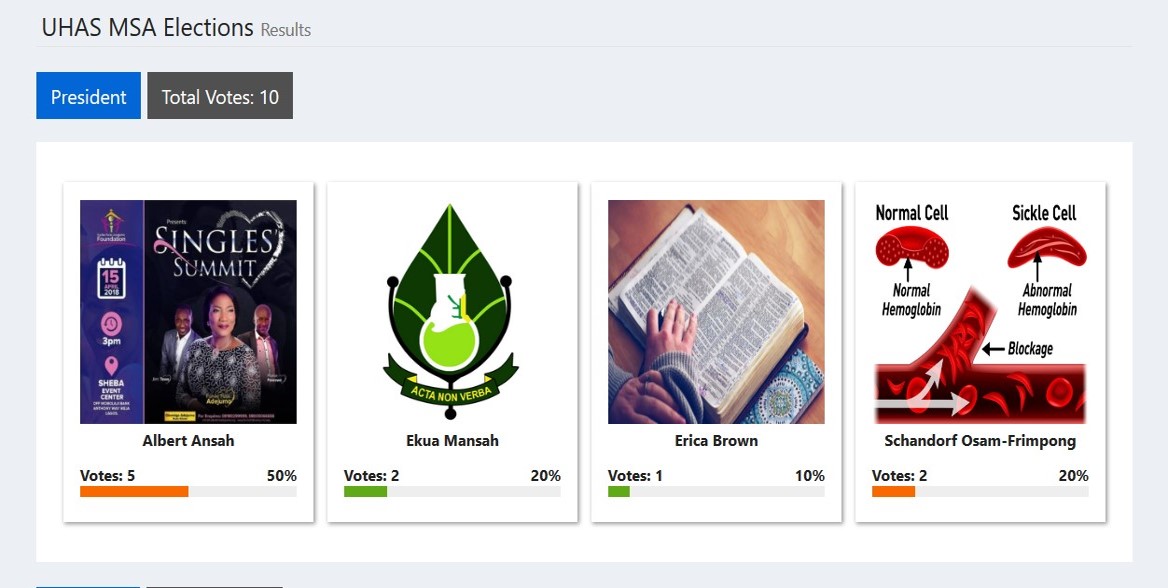 UHAS MSA Elections Results
President
Total Votes: 10
Presents:
SINGLES'
SUMMIT
Foundation
15
APRIL
2018
3pm
SHEBA
EVENT
CENTER
Adejumo
Albert Ansah
Votes: 5 50%
ACTA NON VERBA
Ekua Mansah
Votes: 2 20%
Erica Brown
Votes: 1 10%
Normal Cell
Sickle Cell
Normal
Hemoglobin
Abnormal
Hemoglobin
Blockage
Schandorf Osam-Frimpong
Votes: 2 20%